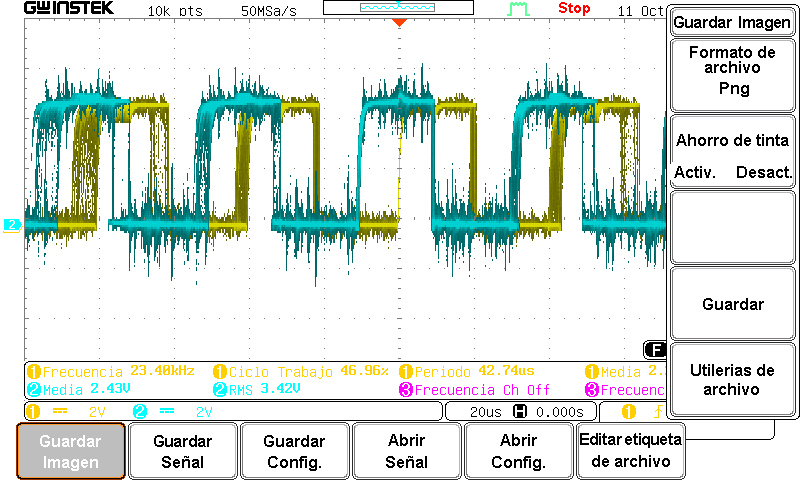 GWINSTEK
10k pts 50MSa/s Stop 11 Oct
Guardar Imagen
Formato de
archivo
Png
Ahorro de tinta
Activ. Desact.
Guardar
Utilerias de
archivo
2
F
1 Frecuencia 23.40kHz 1 Ciclo Trabajo 46.96% 1 Periodo 42.74us 1 Media 2.
2 Media 2.43V 2 RMS 3.42V 3 Frecuencia Ch Off 3 Frecuenc
1 2V 2 2V 20us H 0.000s 1
Guardar
Imagen
Guardar
Señal
Guardar
Config.
Abrir
Señal
Abrir
Config.
Editar etiqueta
de archivo